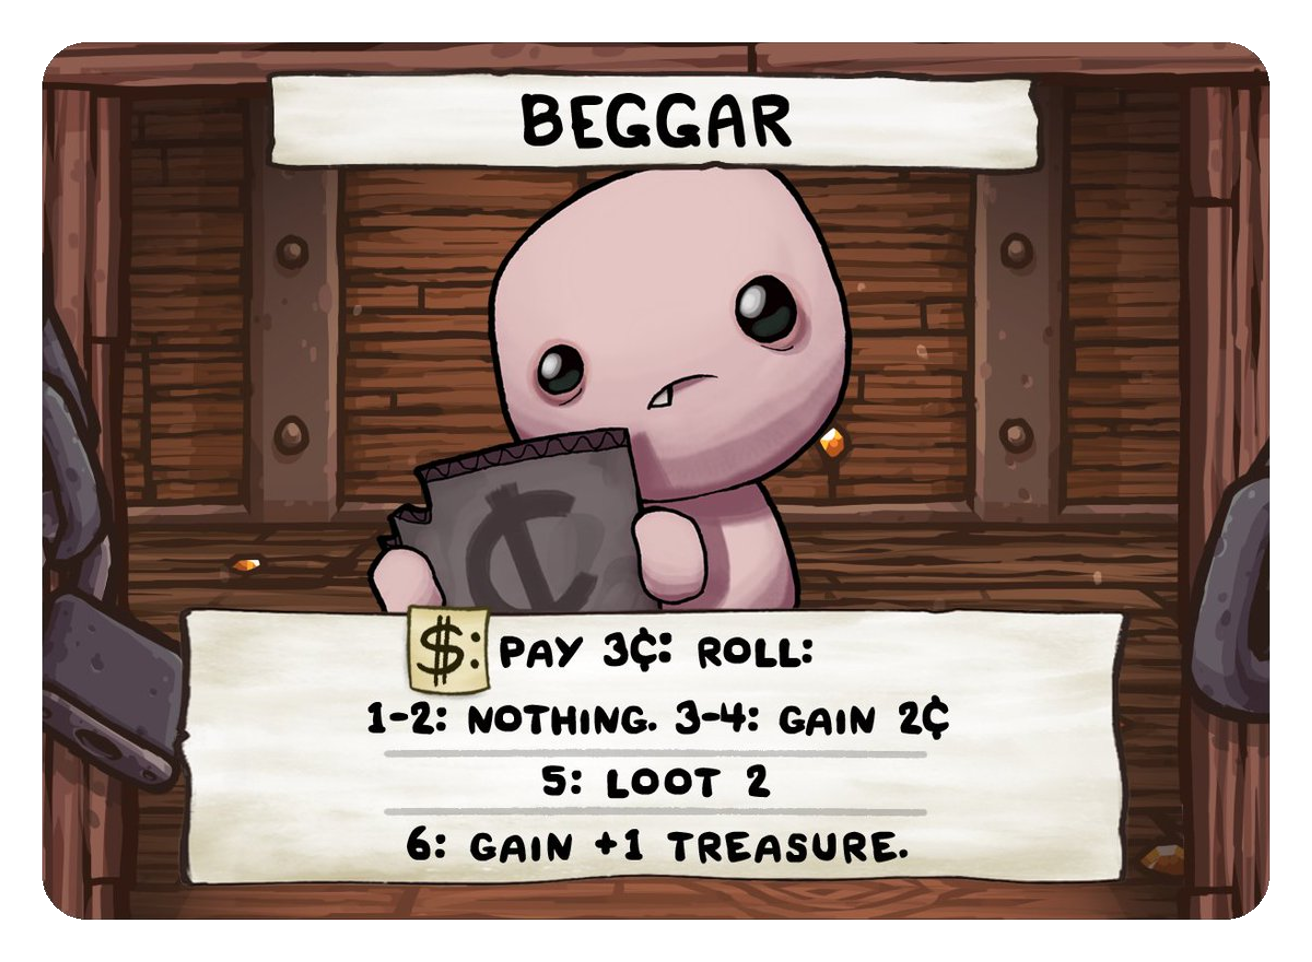 BEGGAR
¢
$: PAY 3¢: ROLL:
1-2: NOTHING. 3-4: GAIN 2¢
5: LOOT 2
6: GAIN +1 TREASURE.